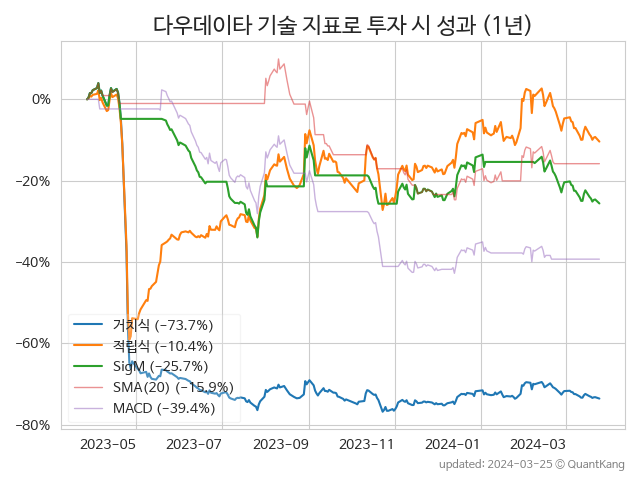 다우데이타 기술 지표로 투자 시 성과 (1년)
0%
−20%
−40%
−60%
−80%
거치식 (−73.7%)
적립식 (−10.4%)
SigM (−25.7%)
SMA(20) (−15.9%)
MACD (−39.4%)
2023-05 2023-07 2023-09 2023-11 2024-01 2024-03
updated: 2024-03-25 © QuantKang